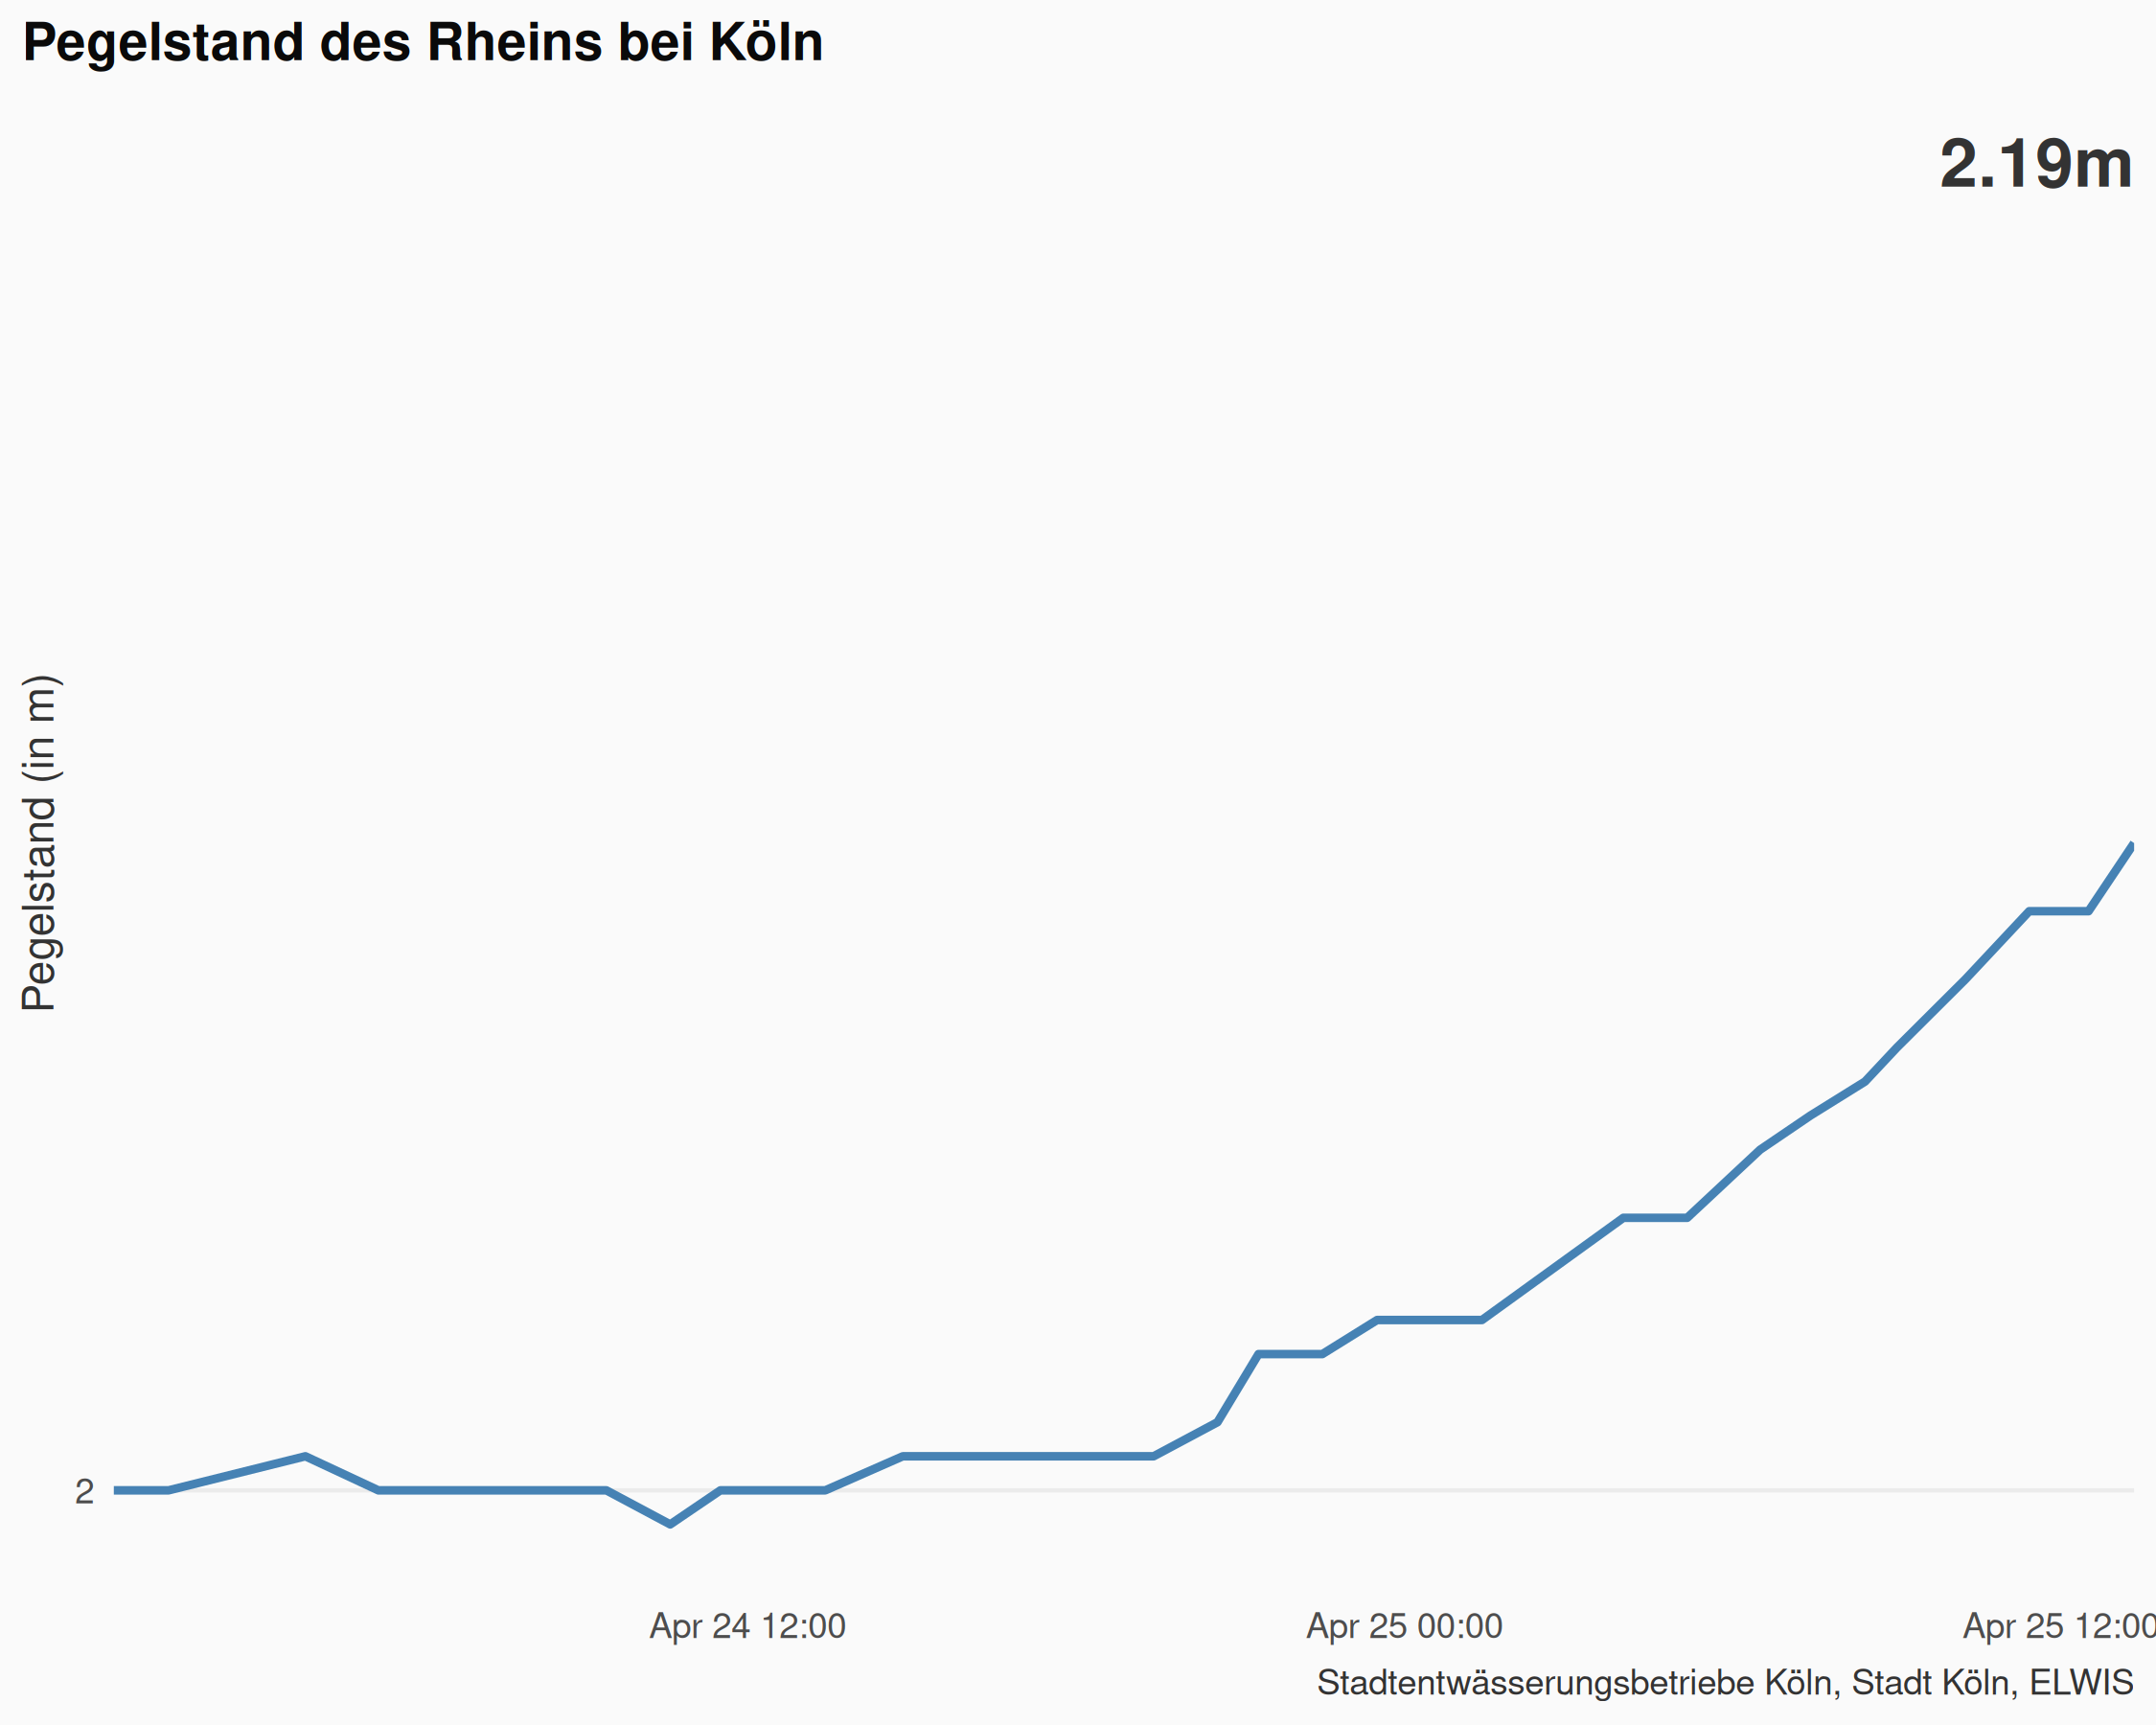 Pegelstand des Rheins bei Köln
2.19m
Pegelstand (in m)
2
Apr 24 12:00
Apr 25 00:00
Apr 25 12:00
Stadtentwässerungsbetriebe Köln, Stadt Köln, ELWIS